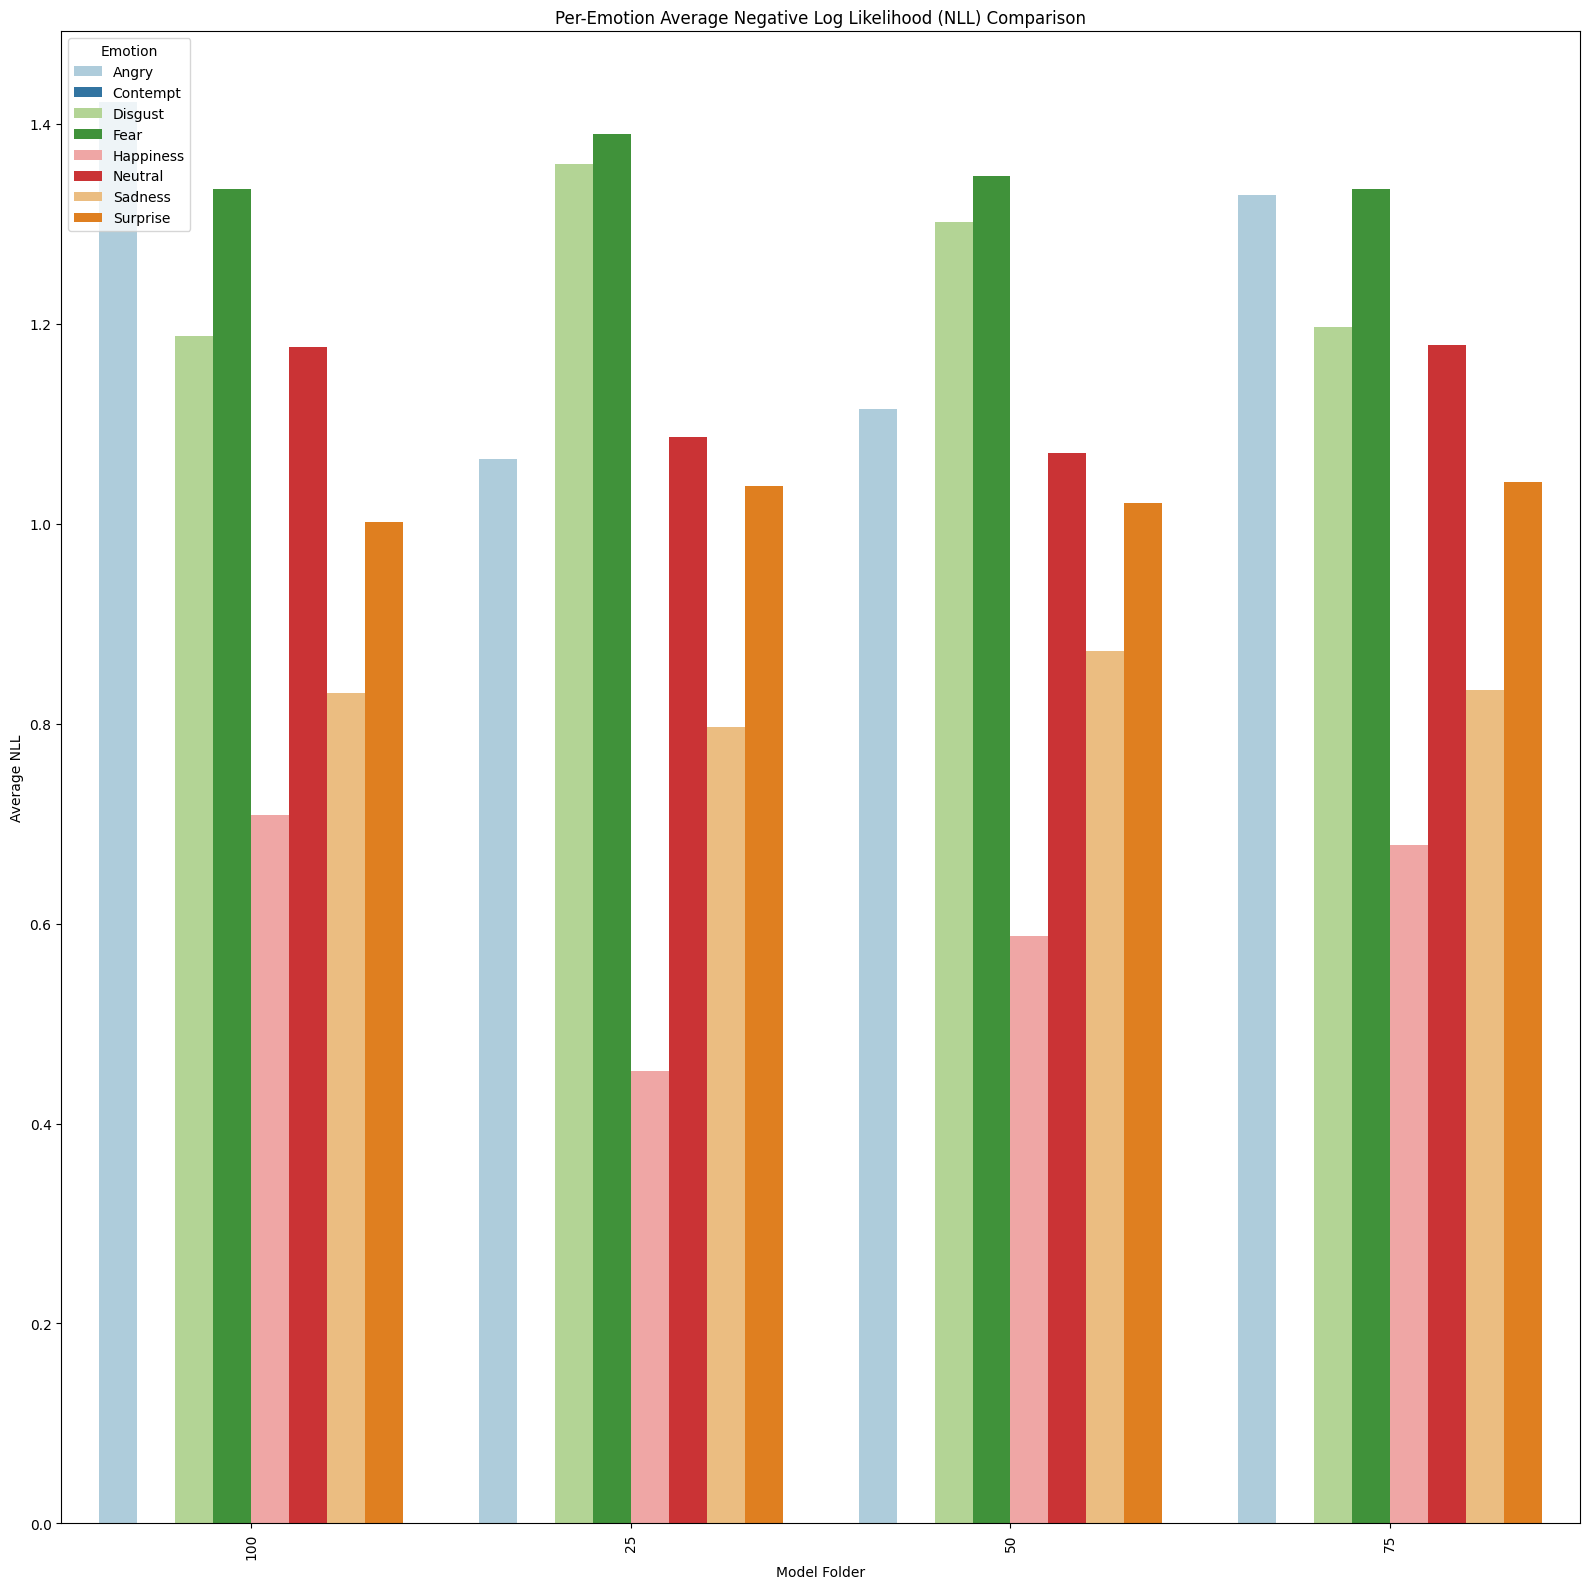 Per-Emotion Average Negative Log Likelihood (NLL) Comparison
Emotion
Angry
Contempt
Disgust
Fear
Happiness
Neutral
Sadness
Surprise
Average NLL
1.4
1.2
1.0
0.8
0.6
0.4
0.2
0.0
100
25
50
75
Model Folder